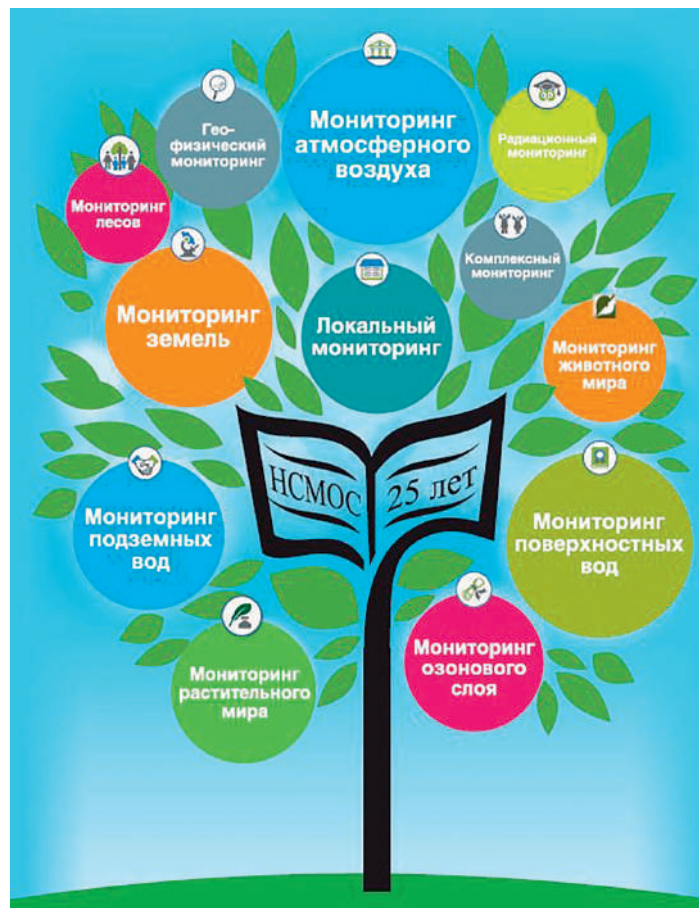 Мониторинг
атмосферного
воздуха
Гео-
физический
мониторинг
Радиационный
мониторинг
Мониторинг
лесов
Комплексный
мониторинг
Мониторинг
земель
Локальный
мониторинг
Мониторинг
животного
мира
НСМОС 25 лет
Мониторинг
подземных
вод
Мониторинг
поверхностных
вод
Мониторинг
растительного
мира
Мониторинг
озонового
слоя